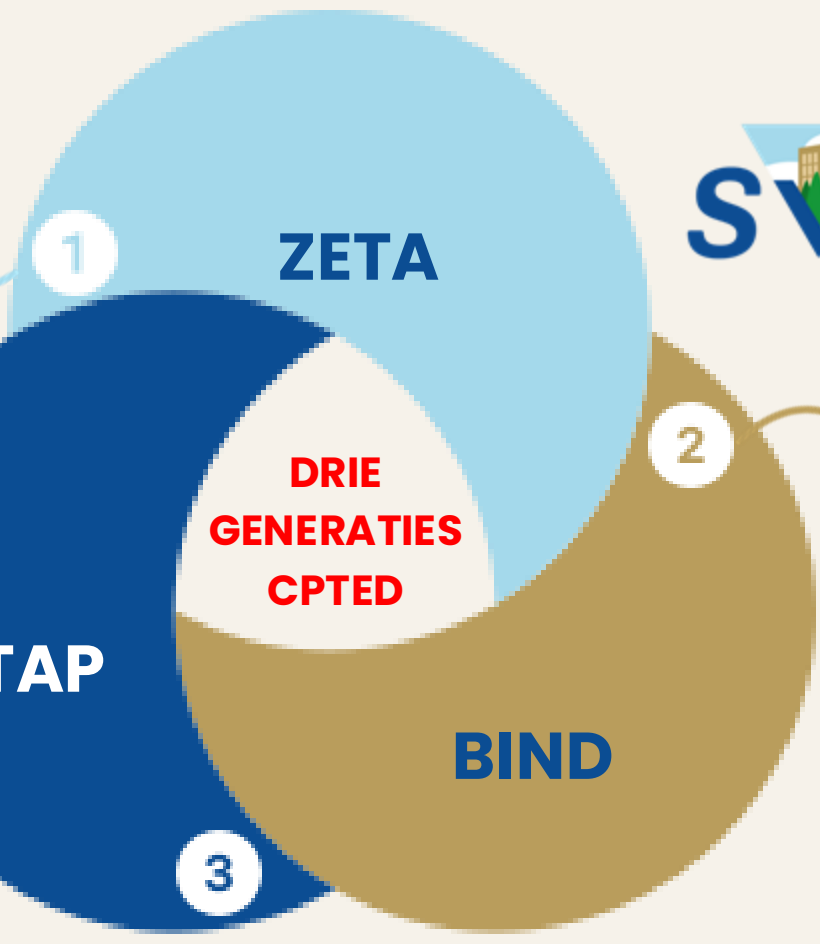 1
ZETA
S
2
DRIE
GENERATIES
CPTED
TAP
BIND
3